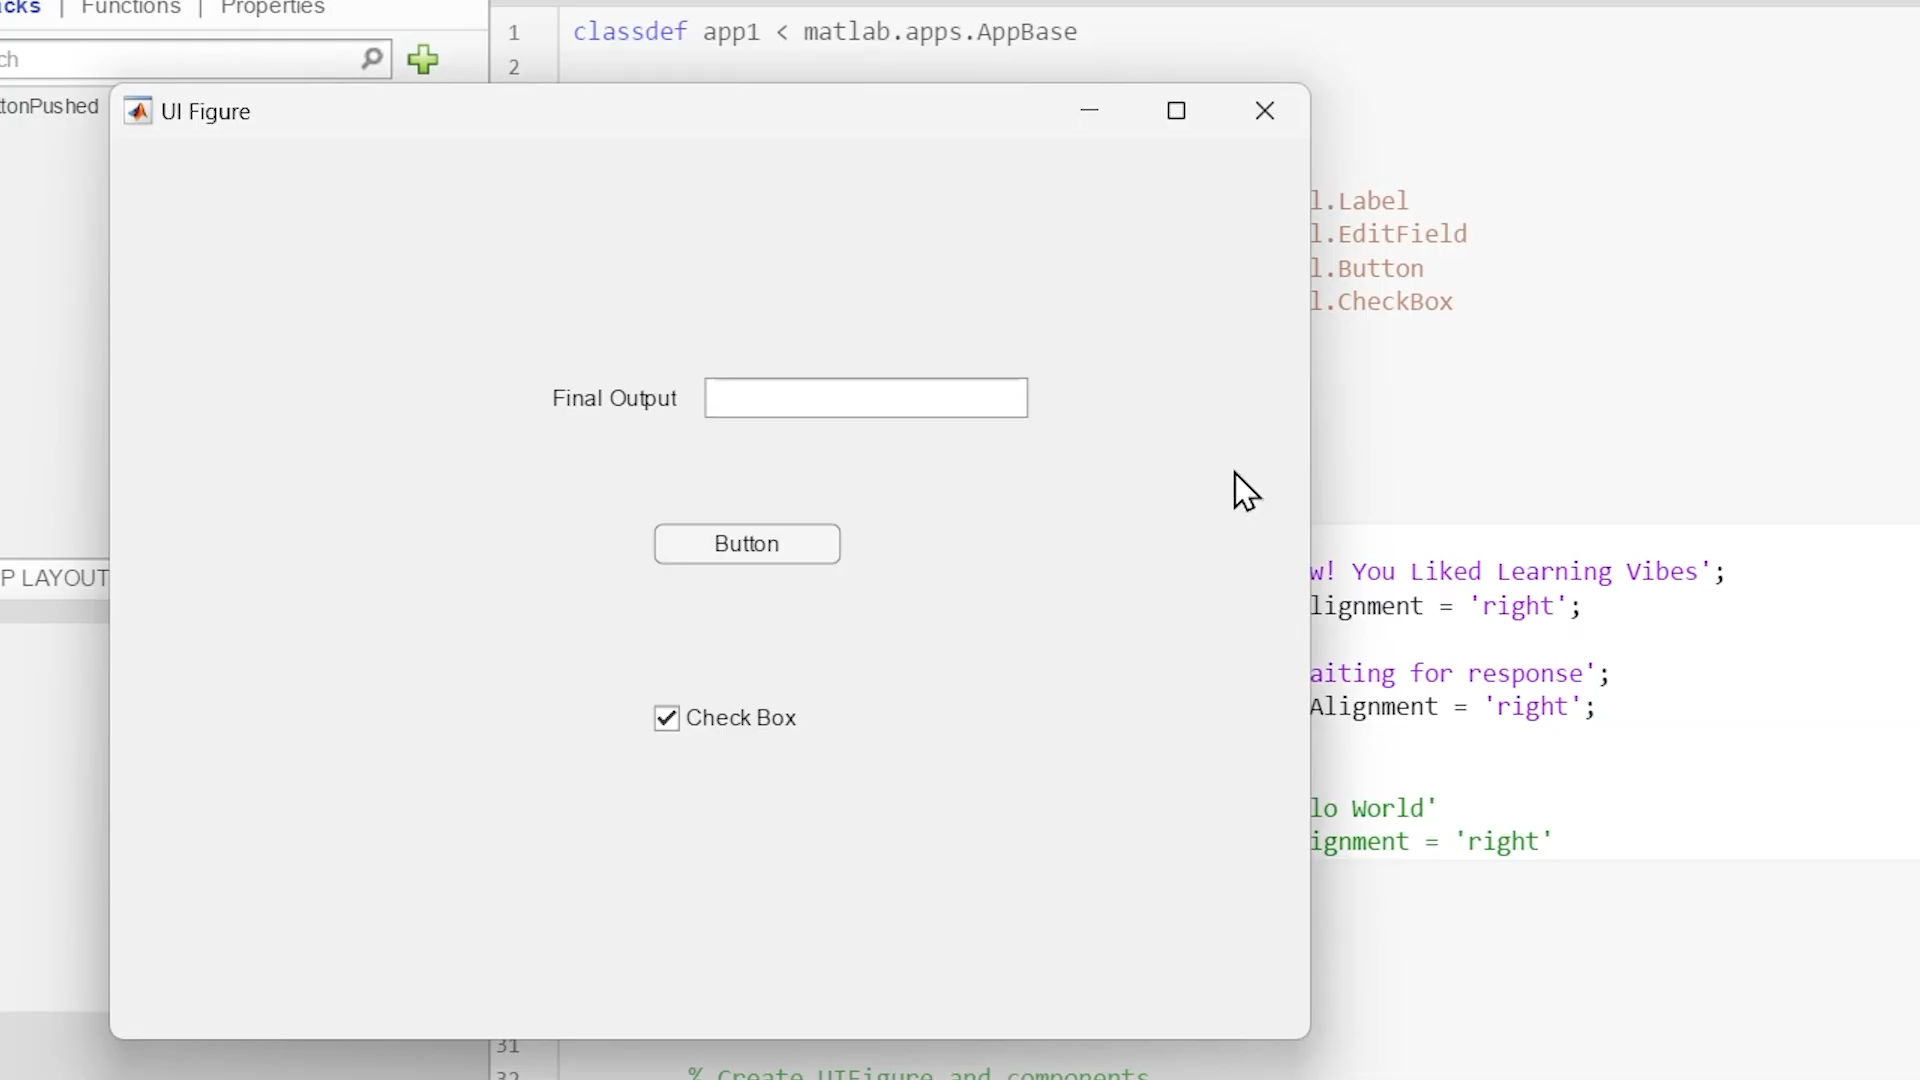 cks | Functions | Properties
ch
tonPushed
P LAYOUT
1 classdef app1 < matlab.apps.AppBase
2
UI Figure
l.Label
l.EditField
l.Button
l.CheckBox
Final Output
Button
Check Box
w! You Liked Learning Vibes';
lignment = 'right';
aiting for response';
Alignment = 'right';
lo World'
ignment = 'right'
31
32 % Create UIFigure and components